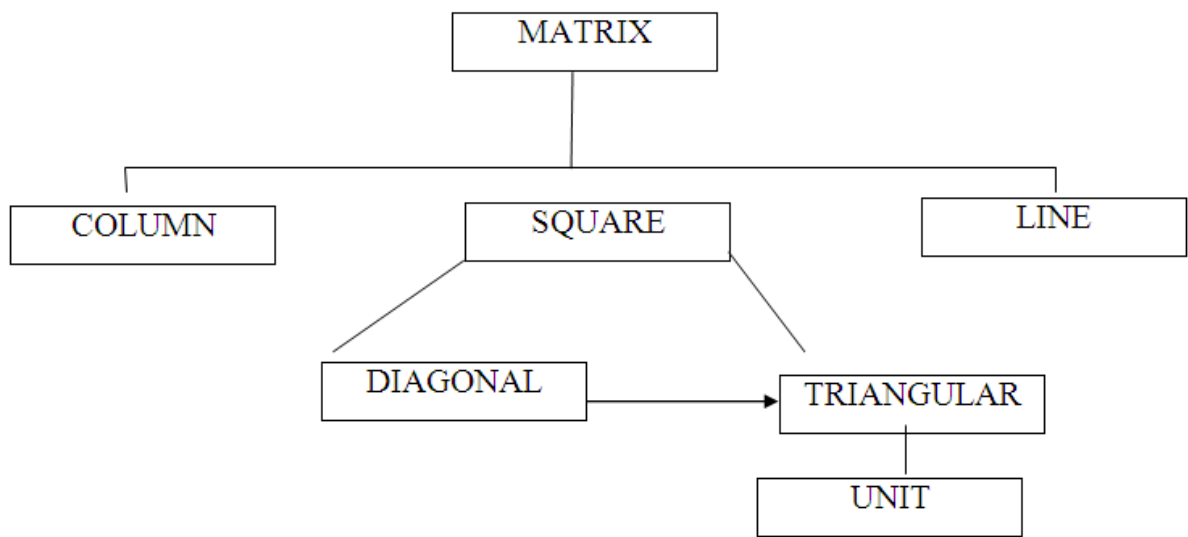 MATRIX
COLUMN
SQUARE
LINE
DIAGONAL
TRIANGULAR
UNIT